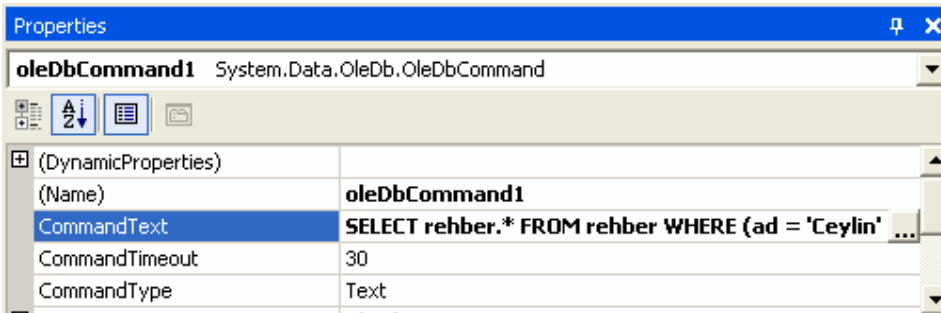 Properties
oleDbCommand1 System.Data.OleDb.OleDbCommand
(DynamicProperties)
(Name) oleDbCommand1
CommandText SELECT rehber.* FROM rehber WHERE (ad = 'Ceylin' ...
CommandTimeout 30
CommandType Text